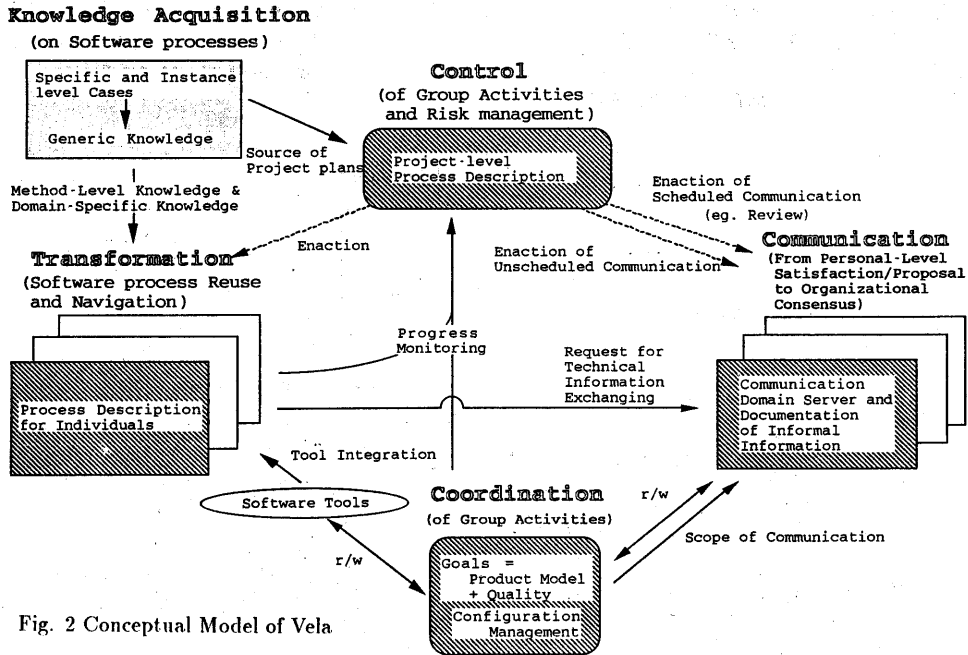 Knowledge Acquisition
(on Software processes)
Specific and Instance
level Cases
Generic Knowledge
Control
(of Group Activities
and Risk management)
Project-level
Process Description
Source of
Project plans
Method-Level Knowledge &
Domain-Specific Knowledge
Enaction
Enaction of
Scheduled Communication
(eg. Review)
Enaction of
Unscheduled Communication
Transformation
(Software process Reuse
and Navigation)
Communication
(From Personal-Level
Satisfaction/Proposal
to Organizational
Consensus)
Progress
Monitoring
Request for
Technical
Information
Exchanging
Process Description
for Individuals
Communication
Domain Server and
Documentation
of Informal
Information
Tool Integration
Software Tools
r/w
Coordination
(of Group Activities)
r/w
Scope of Communication
Goals =
Product Model
+ Quality
Configuration
Management
Fig. 2 Conceptual Model of Vela